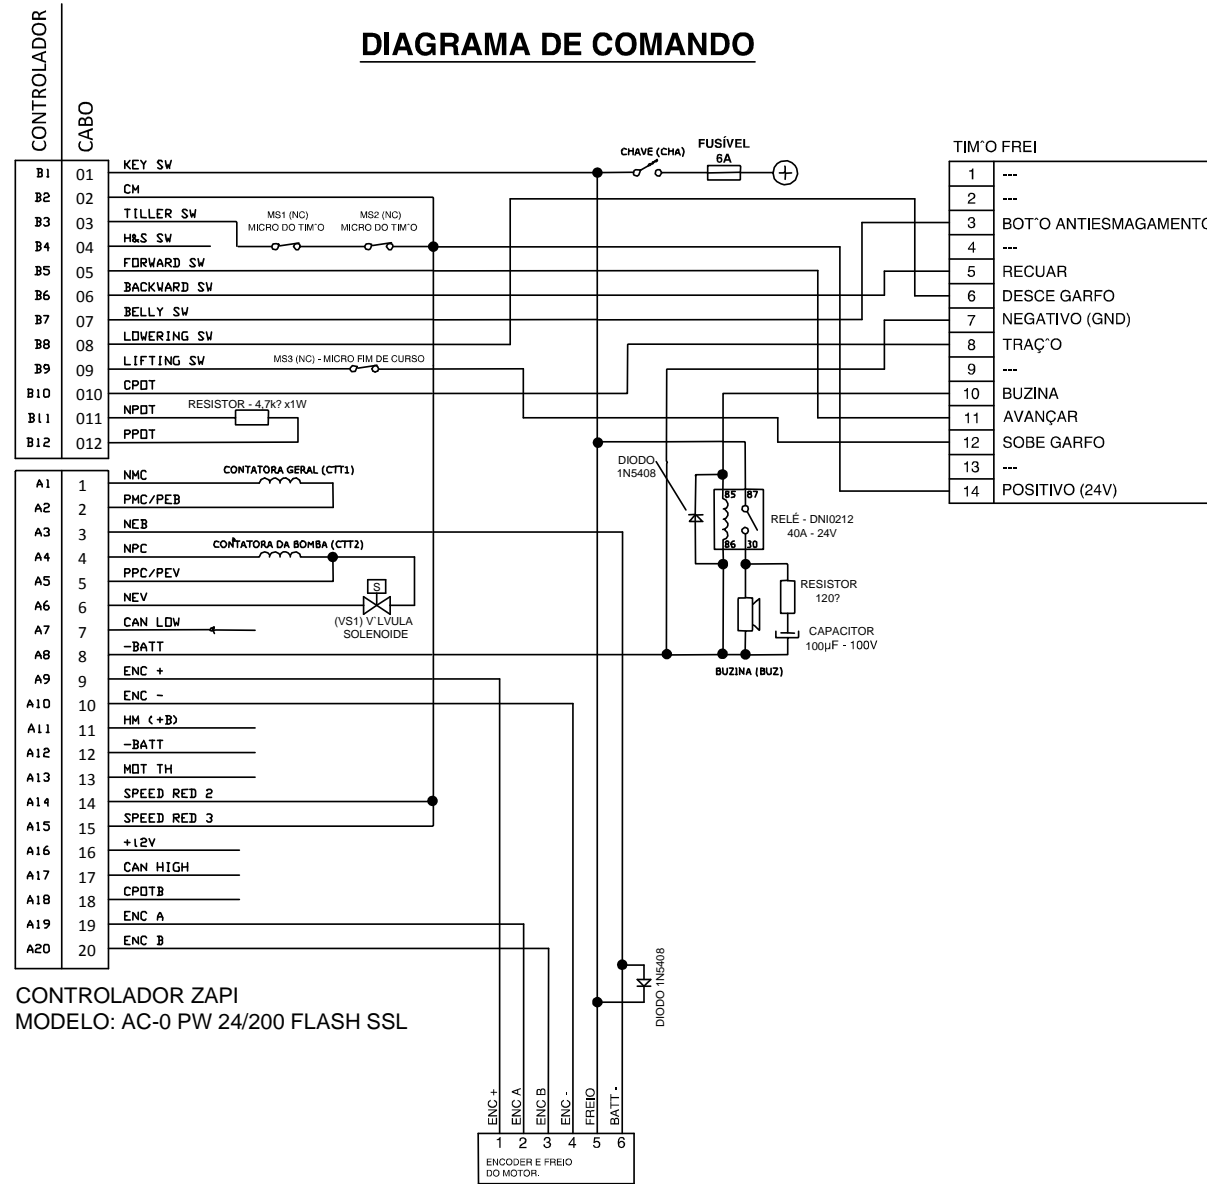 DIAGRAMA DE COMANDO
CONTROLADOR
CABO
B1 01 KEY SW
B2 02 CM
B3 03 TILLER SW
B4 04 H&S SW
B5 05 FORWARD SW
B6 06 BACKWARD SW
B7 07 BELLY SW
B8 08 LOWERING SW
B9 09 LIFTING SW
B10 010 CPOT
B11 011 NPOT
B12 012 PPOT
MS1 (NC)
MICRO DO TIMˆO
MS2 (NC)
MICRO DO TIMˆO
MS3 (NC) - MICRO FIM DE CURSO
RESISTOR - 4,7k? x1W
CHAVE (CHA)
FUSÍVEL
6A
+
TIMˆO FREI
1 ---
2 ---
3 BOTˆO ANTIESMAGAMENTO
4 ---
5 RECUAR
6 DESCE GARFO
7 NEGATIVO (GND)
8 TRAÇˆO
9 ---
10 BUZINA
11 AVANÇAR
12 SOBE GARFO
13 ---
14 POSITIVO (24V)
A1 1 NMC
A2 2 PMC/PEB
A3 3 NEB
A4 4 NPC
A5 5 PPC/PEV
A6 6 NEV
A7 7 CAN LOW
A8 8 -BATT
A9 9 ENC +
A10 10 ENC -
A11 11 HM (+B)
A12 12 -BATT
A13 13 MOT TH
A14 14 SPEED RED 2
A15 15 SPEED RED 3
A16 16 +12V
A17 17 CAN HIGH
A18 18 CPOTB
A19 19 ENC A
A20 20 ENC B
CONTATORA GERAL (CTT1)
CONTATORA DA BOMBA (CTT2)
S
(VS1) VˋLVULA
SOLENOIDE
DIODO
1N5408
85 87
86 30
RELÉ - DNI0212
40A - 24V
RESISTOR
120?
CAPACITOR
100µF - 100V
BUZINA (BUZ)
DIODO 1N5408
CONTROLADOR ZAPI
MODELO: AC-0 PW 24/200 FLASH SSL
ENC +
ENC A
ENC B
ENC -
FREIO
BATT -
1 2 3 4 5 6
ENCODER E FREIO
DO MOTOR.